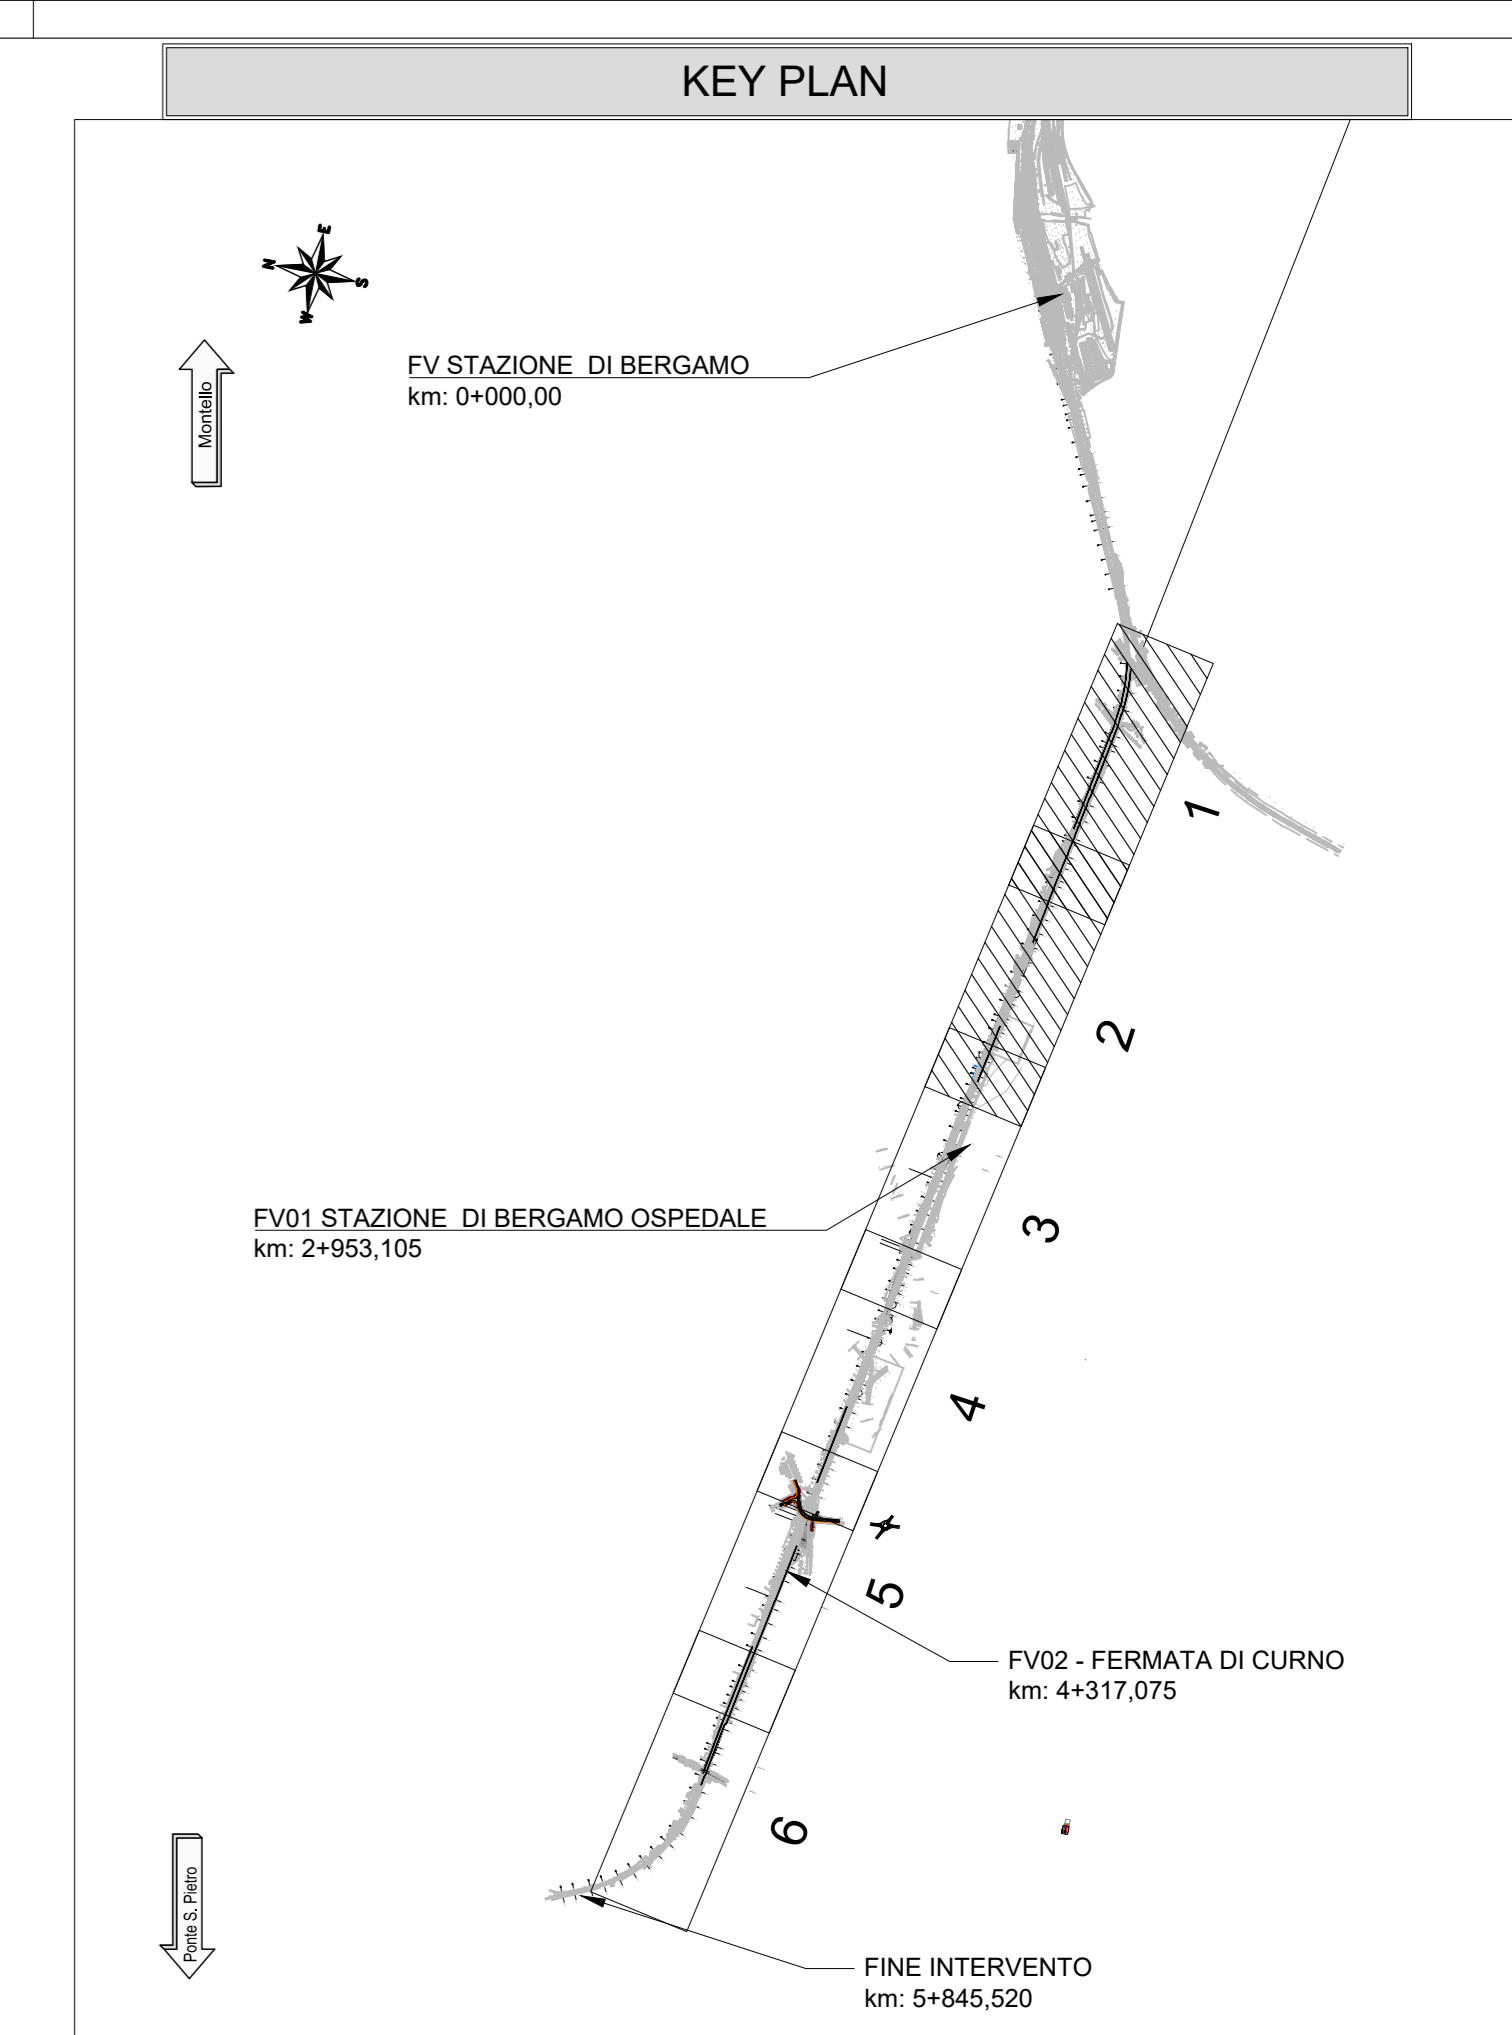 KEY PLAN
E
N
S
W
Montello
FV STAZIONE DI BERGAMO
km: 0+000,00
1
2
FV01 STAZIONE DI BERGAMO OSPEDALE
km: 2+953,105
3
4
5
FV02 - FERMATA DI CURNO
km: 4+317,075
6
Ponte S. Pietro
FINE INTERVENTO
km: 5+845,520